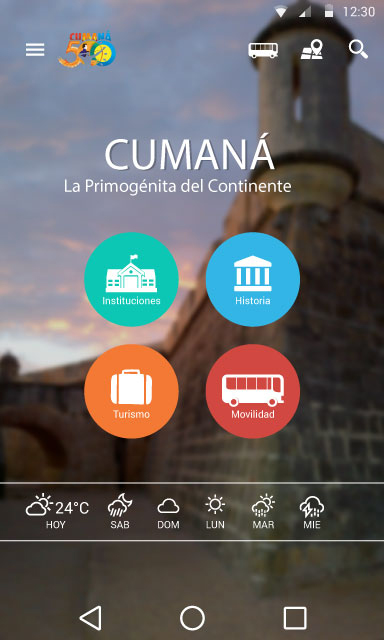 12:30
CUMANÁ
500
CUMANÁ
La Primogénita del Continente
Instituciones
Historia
Turismo
Movilidad
24°C
HOY
SAB
DOM
LUN
MAR
MIE